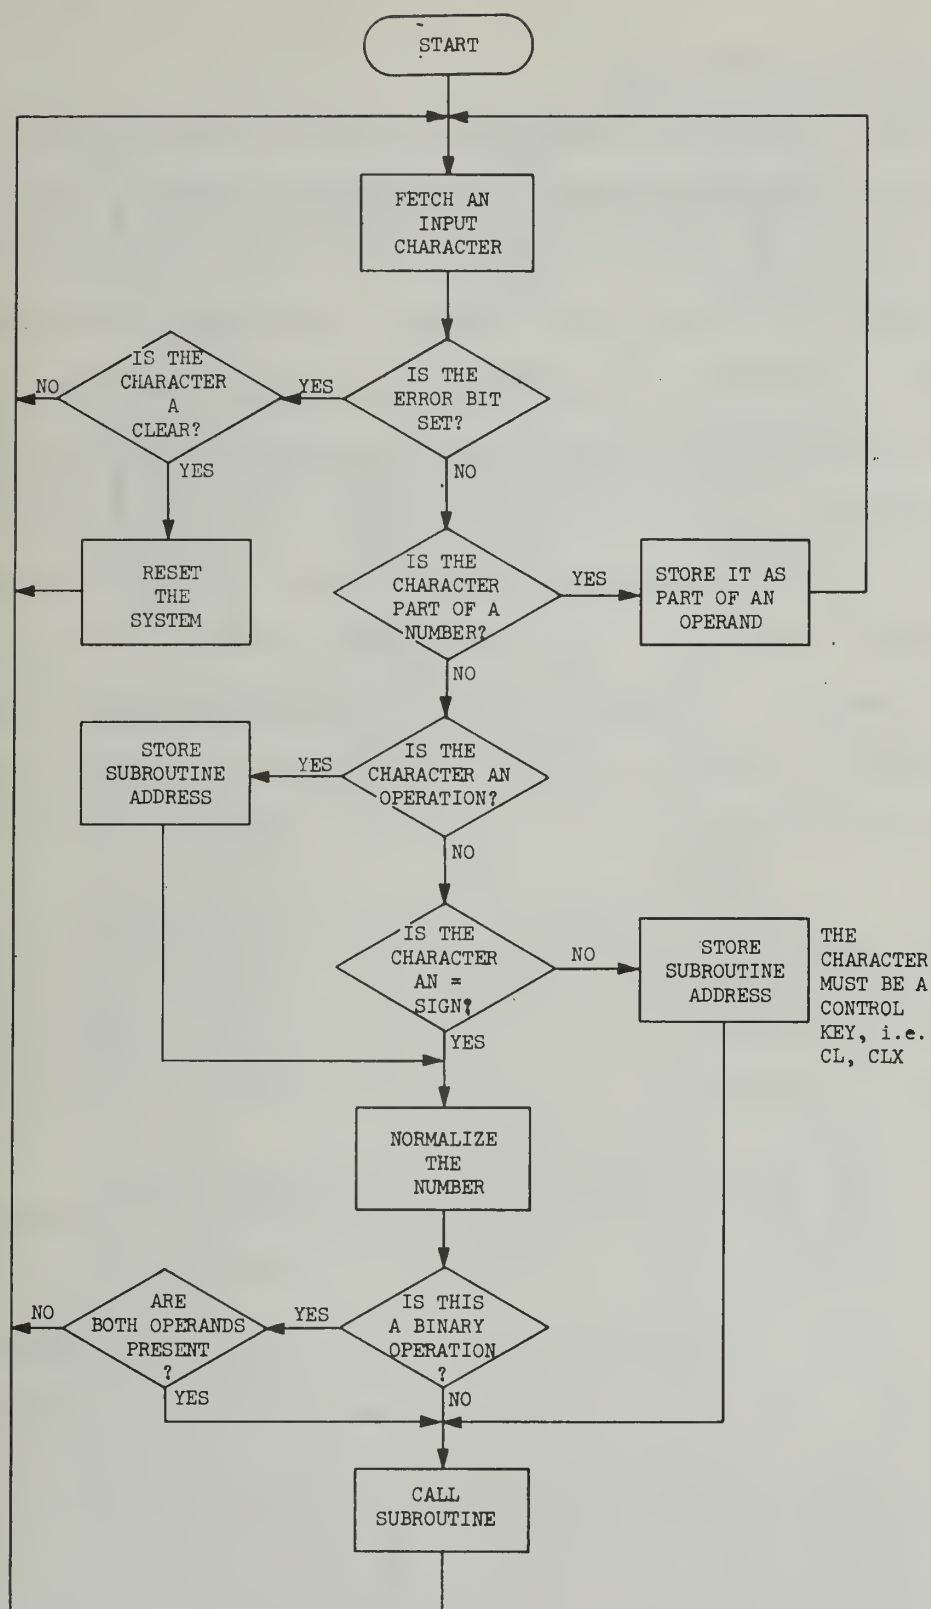 START
FETCH AN
INPUT
CHARACTER
IS THE
CHARACTER
A
CLEAR?
NO
YES
IS THE
ERROR BIT
SET?
YES
NO
RESET
THE
SYSTEM
IS THE
CHARACTER
PART OF A
NUMBER?
YES
STORE IT AS
PART OF AN
OPERAND
NO
STORE
SUBROUTINE
ADDRESS
YES
IS THE
CHARACTER AN
OPERATION?
NO
IS THE
CHARACTER
AN =
SIGN?
NO
STORE
SUBROUTINE
ADDRESS
THE
CHARACTER
MUST BE A
CONTROL
KEY, i.e.
CL, CLX
YES
NORMALIZE
THE
NUMBER
NO
ARE
BOTH OPERANDS
PRESENT
?
YES
IS THIS
A BINARY
OPERATION
?
YES
NO
CALL
SUBROUTINE